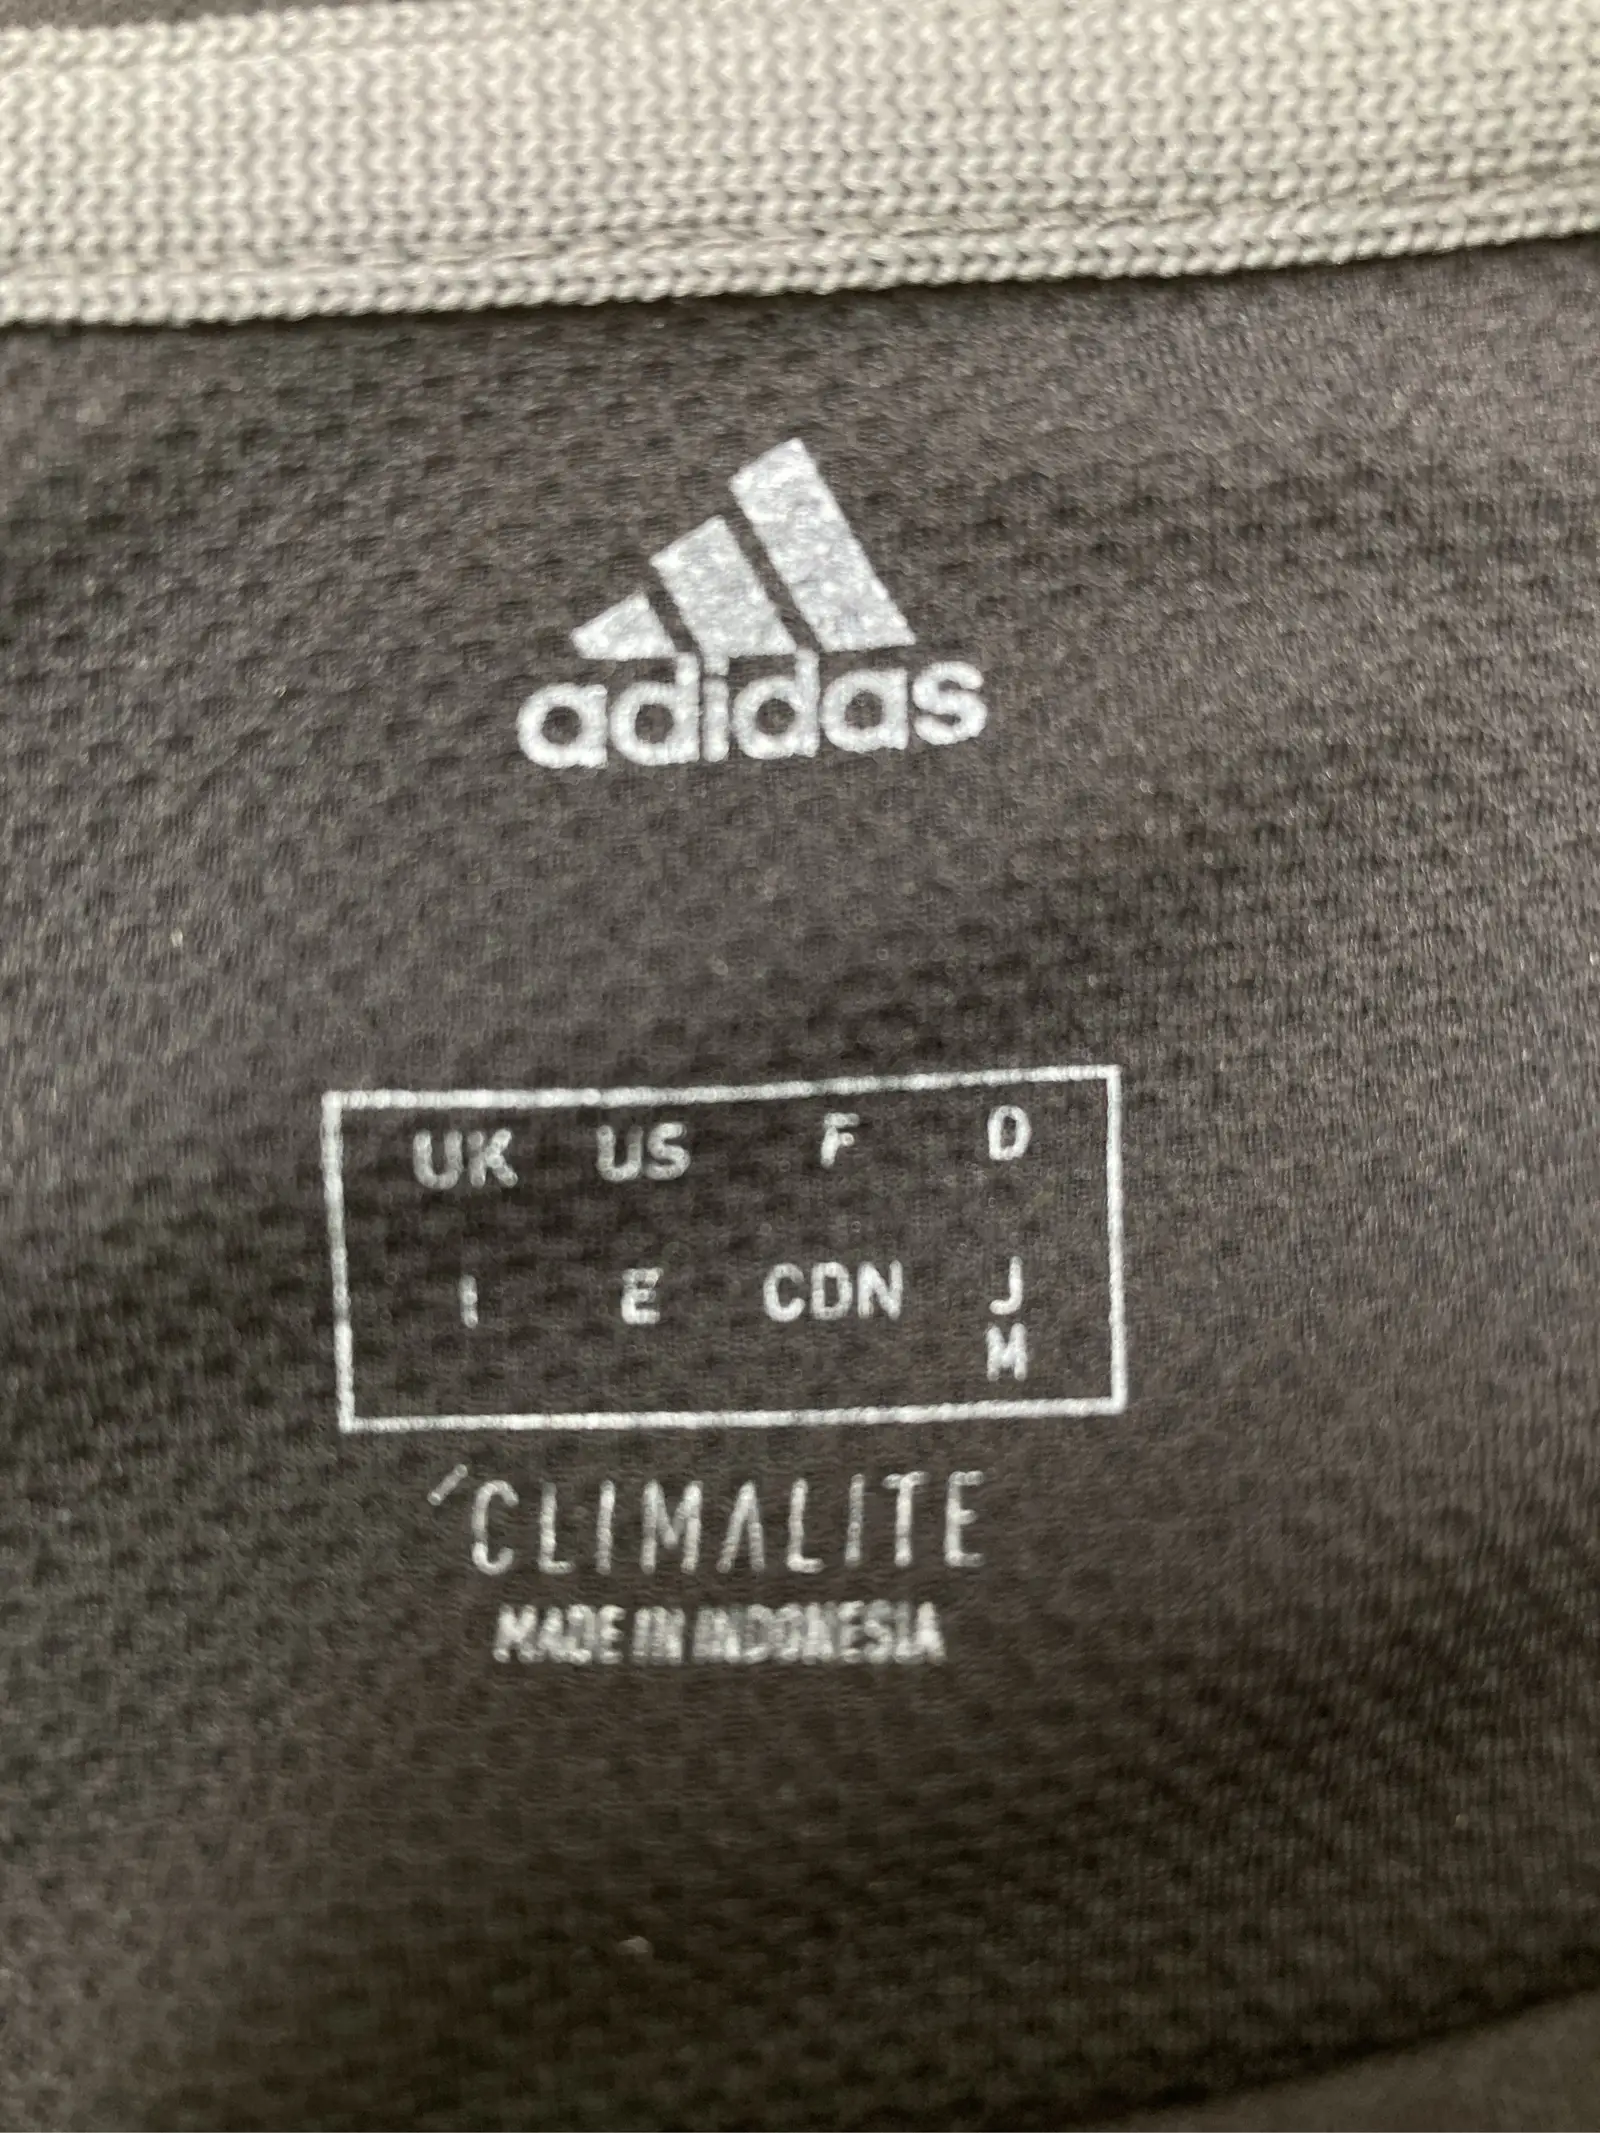 adidas
UK US F D
I E CDN J
M
CLIMALITE
MADE IN INDONESIA